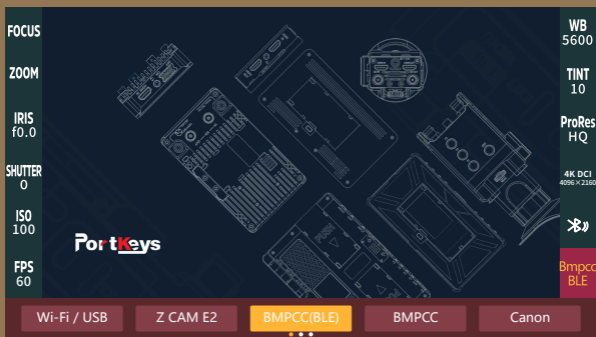 FOCUS
ZOOM
IRIS
f0.0
SHUTTER
0
ISO
100
FPS
60
PortKeys
WB
5600
TINT
10
ProRes
HQ
4K DCI
4096×2160
Bmpcc
BLE
Wi-Fi / USB
Z CAM E2
BMPCC(BLE)
BMPCC
Canon